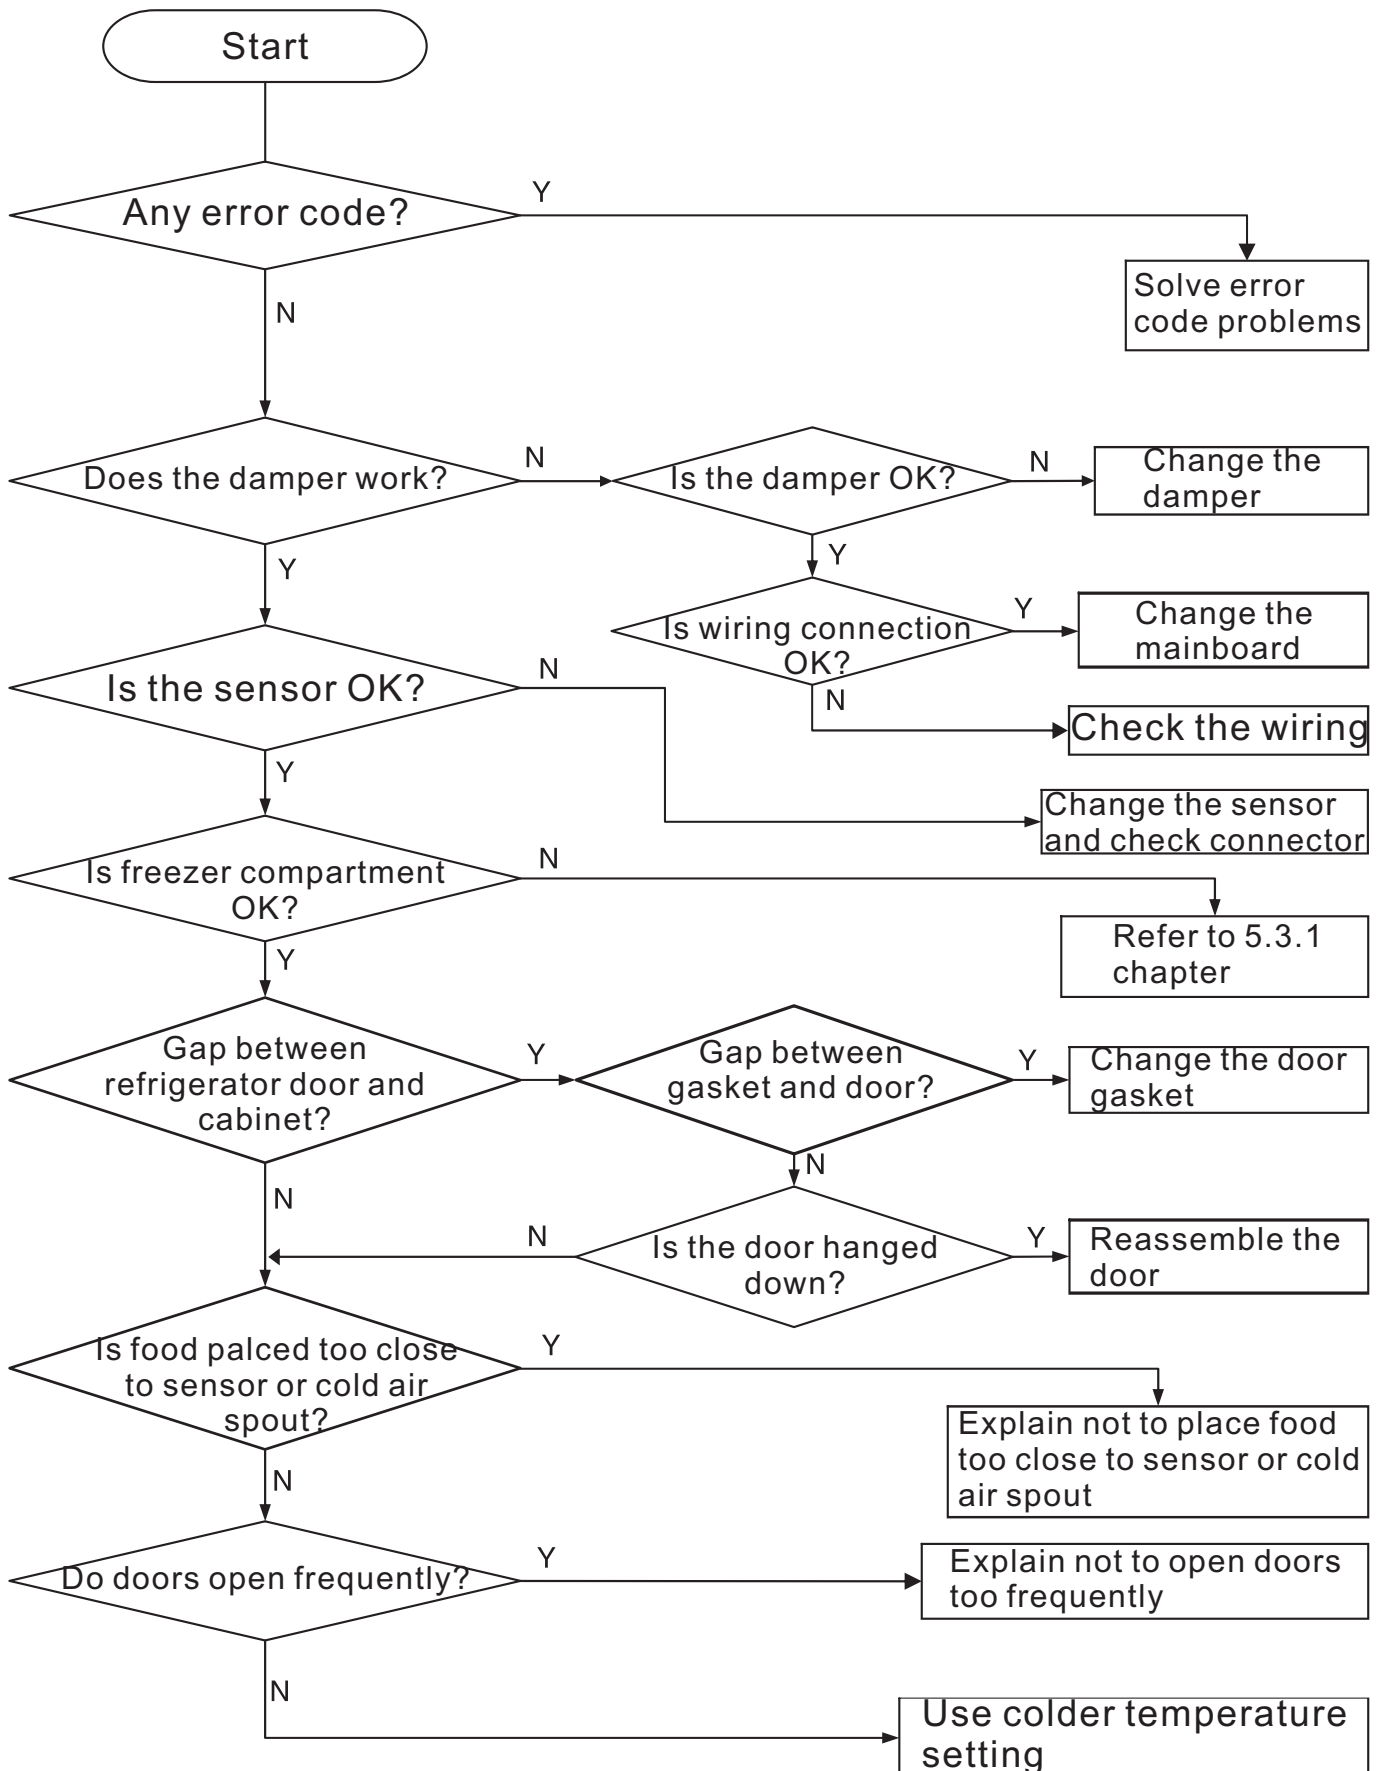 Start
Any error code?
Y
Solve error
code problems
N
Does the damper work?
N
Is the damper OK?
N
Change the
damper
Y
Y
Is wiring connection
OK?
Y
Change the
mainboard
N
Check the wiring
Is the sensor OK?
N
Change the sensor
and check connector
Y
Is freezer compartment
OK?
N
Refer to 5.3.1
chapter
Y
Gap between
refrigerator door and
cabinet?
Y
Gap between
gasket and door?
Y
Change the door
gasket
N
N
Is the door hanged
down?
N
Y
Reassemble the
door
Is food palced too close
to sensor or cold air
spout?
Y
Explain not to place food
too close to sensor or cold
air spout
N
Do doors open frequently?
Y
Explain not to open doors
too frequently
N
Use colder temperature
setting